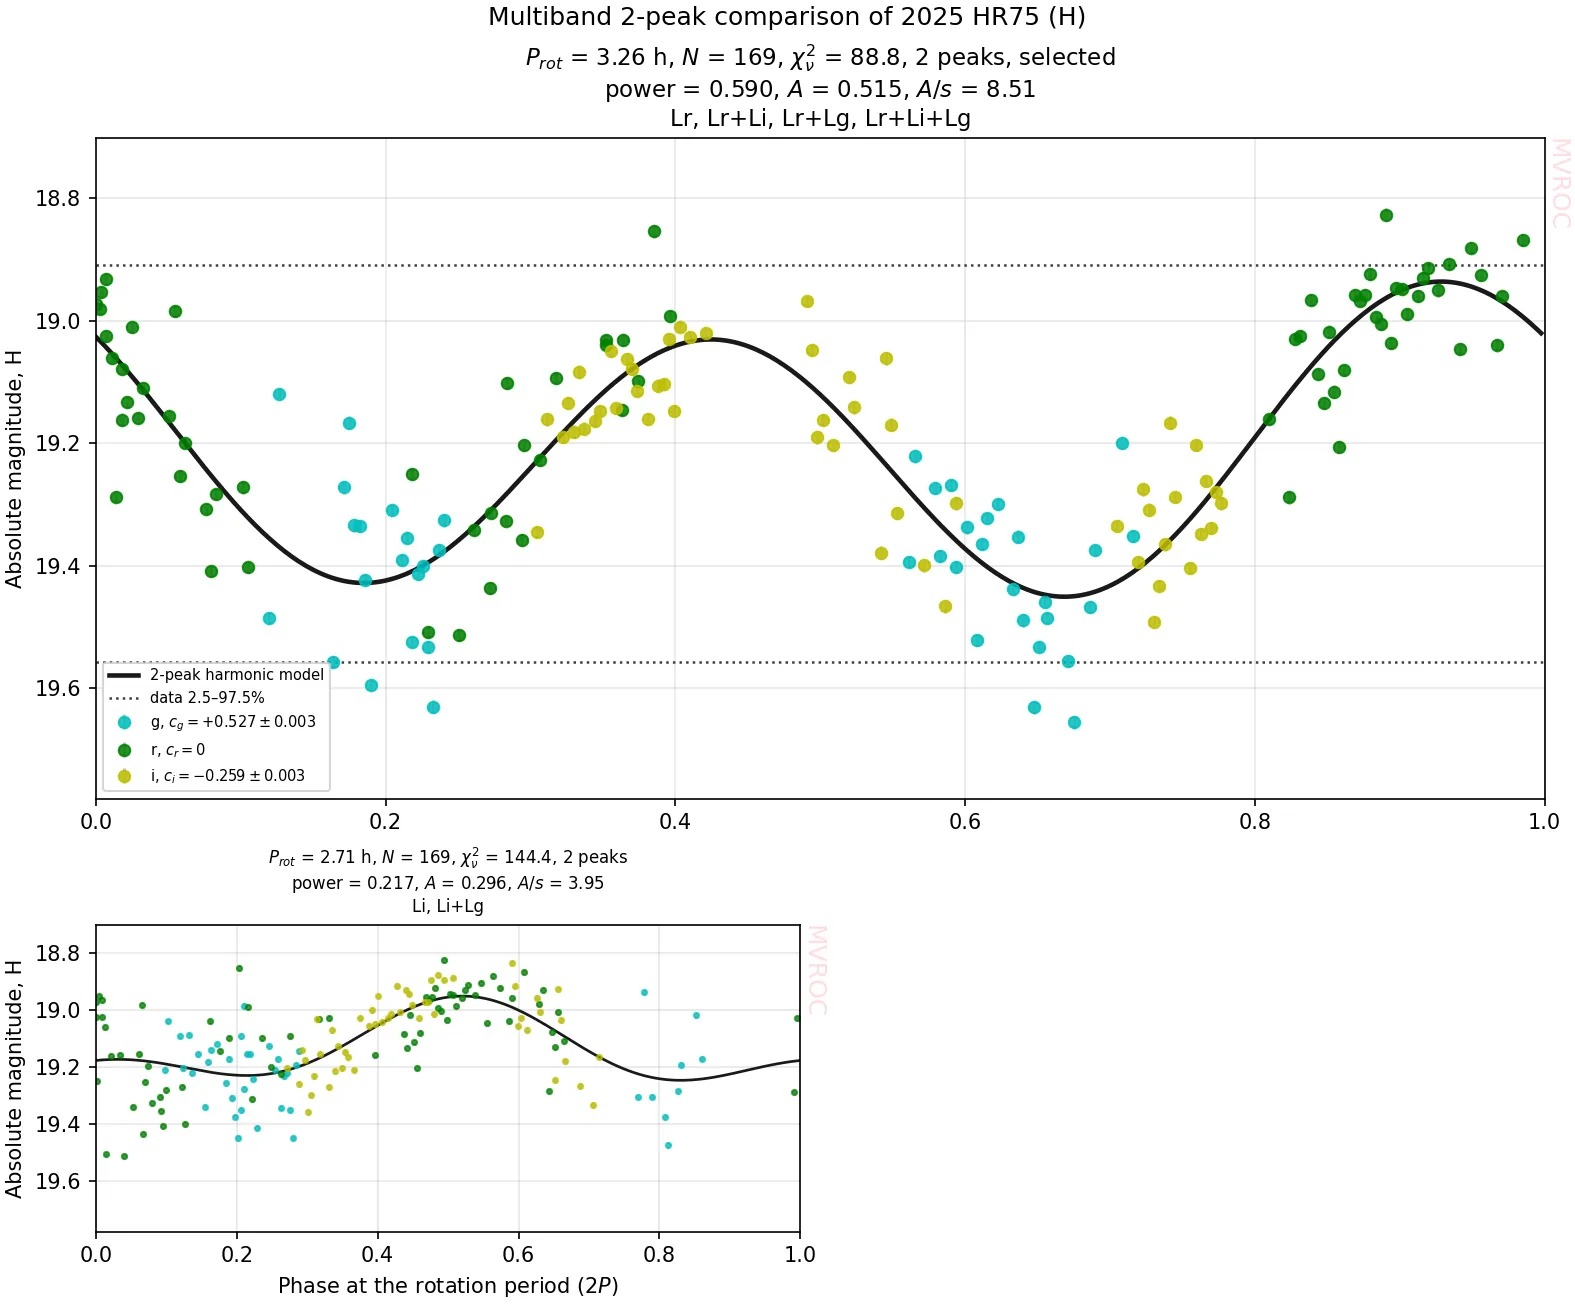 Multiband 2-peak comparison of 2025 HR75 (H)
P_rot = 3.26 h, N = 169, χ²_ν = 88.8, 2 peaks, selected
power = 0.590, A = 0.515, A/s = 8.51
Lr, Lr+Li, Lr+Lg, Lr+Li+Lg
MVROC
Absolute magnitude, H
18.8
19.0
19.2
19.4
19.6
2-peak harmonic model
data 2.5–97.5%
g, c_g = +0.527 ± 0.003
r, c_r = 0
i, c_i = −0.259 ± 0.003
0.0 0.2 0.4 0.6 0.8 1.0
P_rot = 2.71 h, N = 169, χ²_ν = 144.4, 2 peaks
power = 0.217, A = 0.296, A/s = 3.95
Li, Li+Lg
MVROC
Absolute magnitude, H
18.8
19.0
19.2
19.4
19.6
0.0 0.2 0.4 0.6 0.8 1.0
Phase at the rotation period (2P)